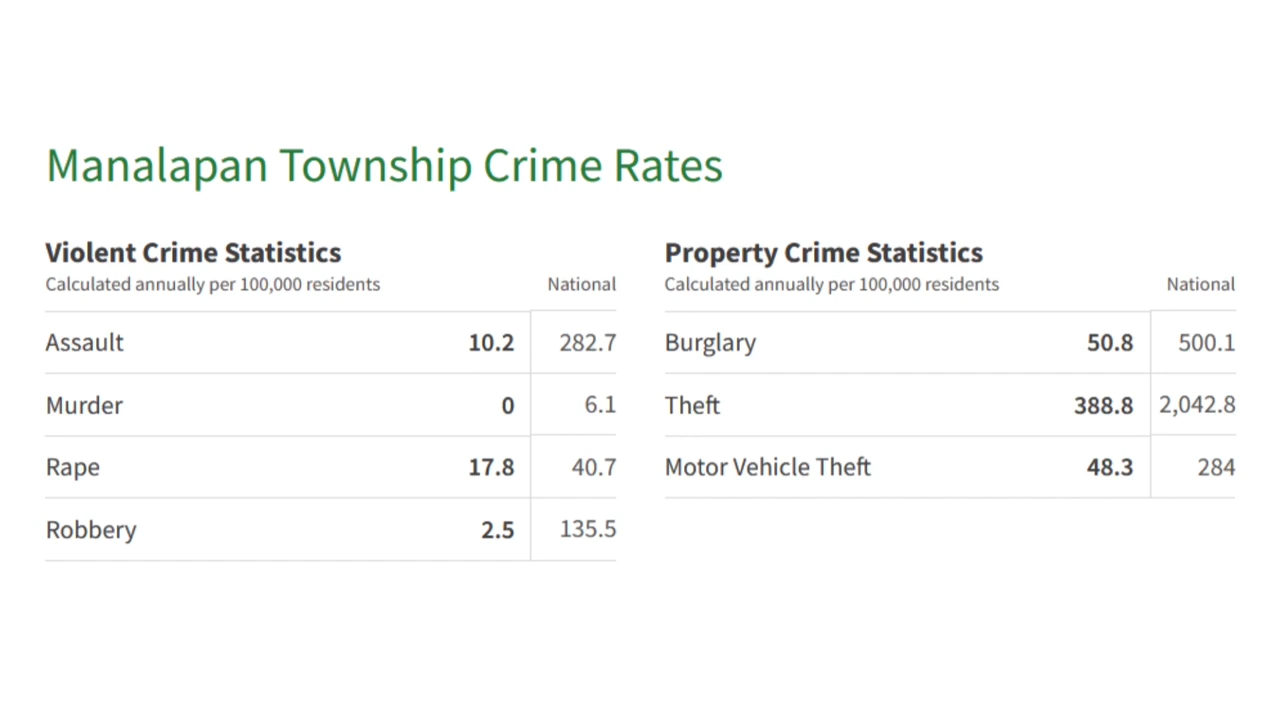 Manalapan Township Crime Rates
Violent Crime Statistics
Calculated annually per 100,000 residents National
Assault 10.2 282.7
Murder 0 6.1
Rape 17.8 40.7
Robbery 2.5 135.5
Property Crime Statistics
Calculated annually per 100,000 residents National
Burglary 50.8 500.1
Theft 388.8 2,042.8
Motor Vehicle Theft 48.3 284